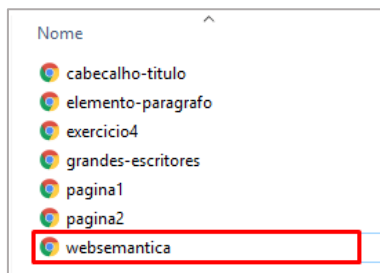 Nome
cabecalho-titulo
elemento-paragrafo
exercicio4
grandes-escritores
pagina1
pagina2
websemantica